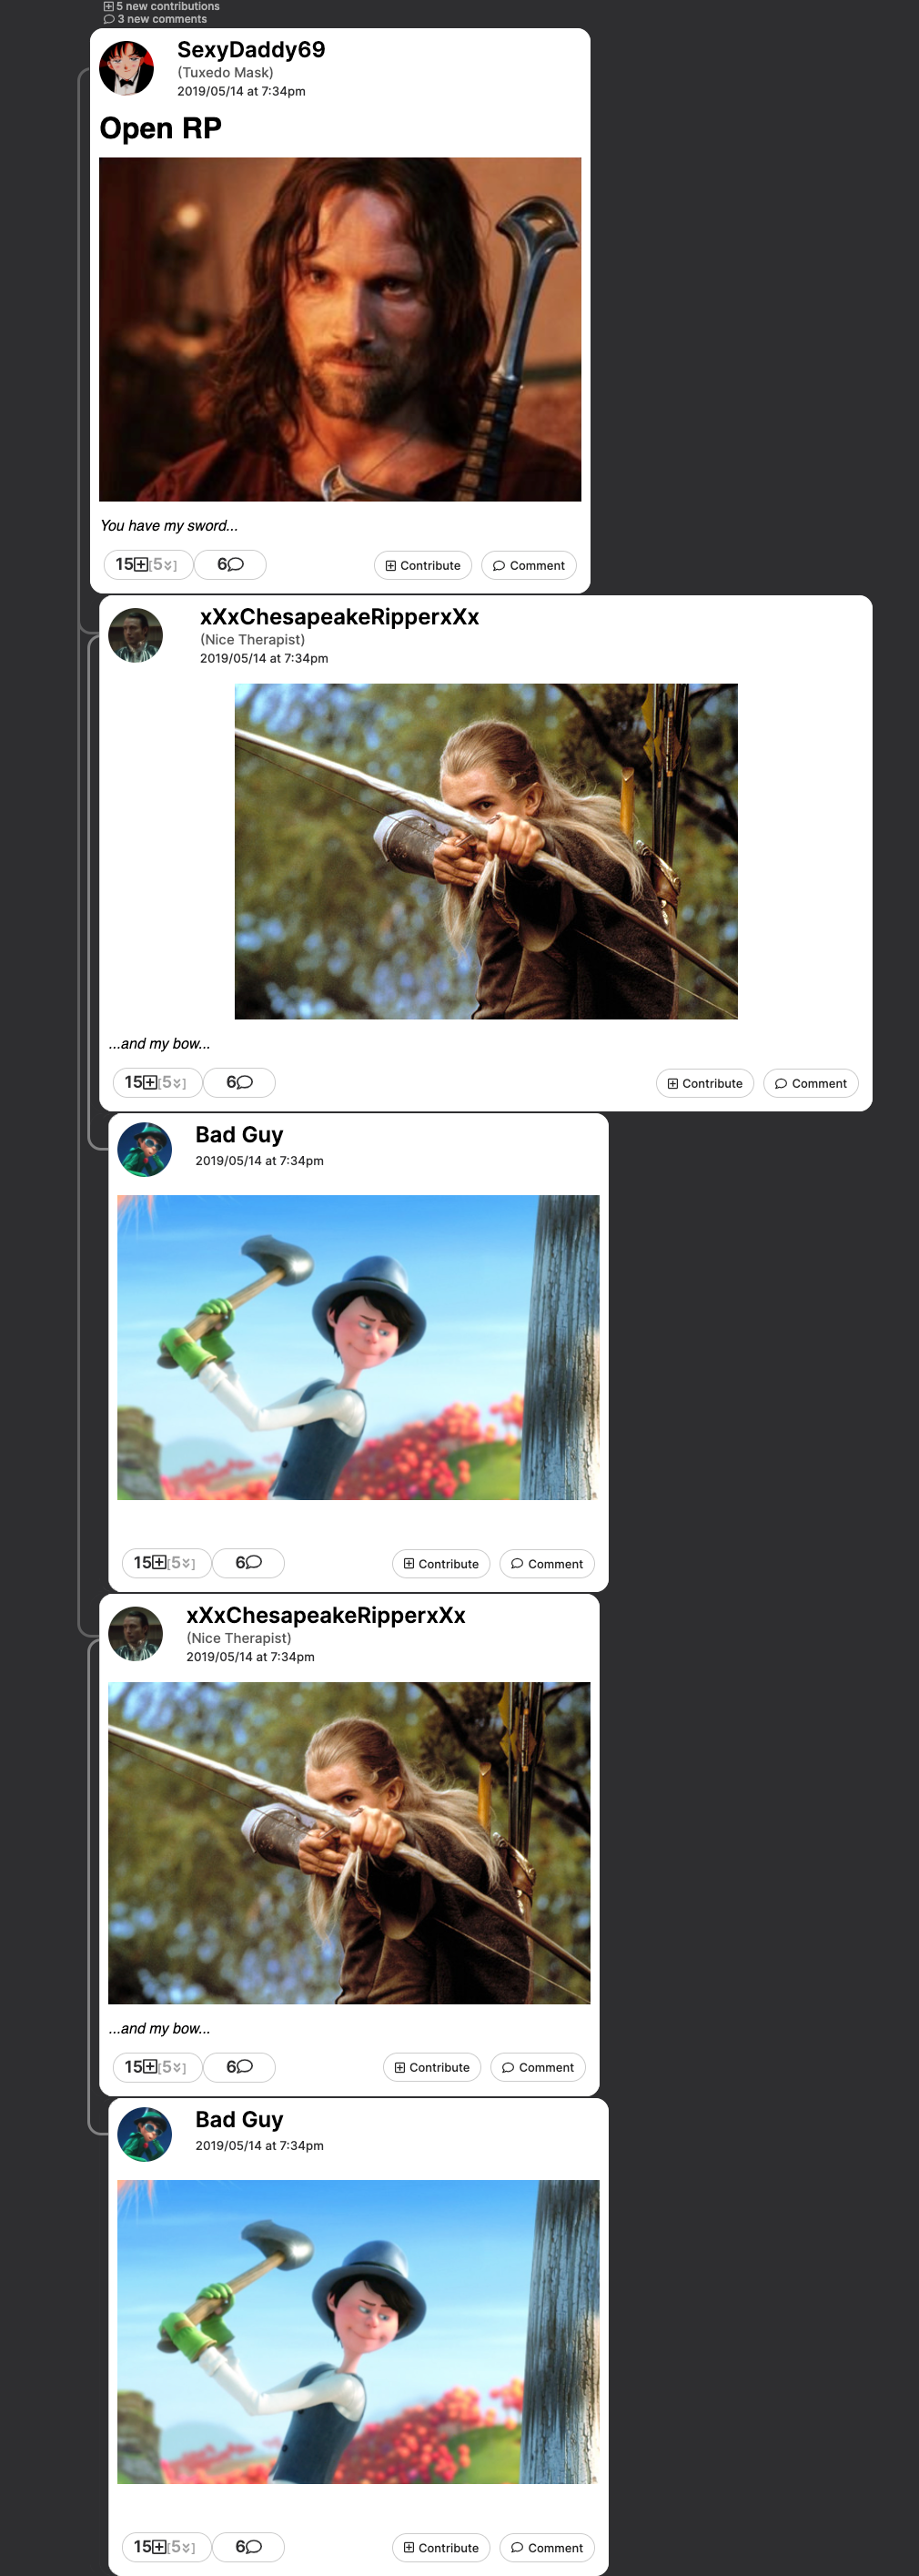 5 new contributions
3 new comments
SexyDaddy69
(Tuxedo Mask)
2019/05/14 at 7:34pm
Open RP
You have my sword...
15 [5 ] 6 Contribute Comment
xXxChesapeakeRipperxXx
(Nice Therapist)
2019/05/14 at 7:34pm
...and my bow...
15 [5 ] 6 Contribute Comment
Bad Guy
2019/05/14 at 7:34pm
15 [5 ] 6 Contribute Comment
xXxChesapeakeRipperxXx
(Nice Therapist)
2019/05/14 at 7:34pm
...and my bow...
15 [5 ] 6 Contribute Comment
Bad Guy
2019/05/14 at 7:34pm
15 [5 ] 6 Contribute Comment